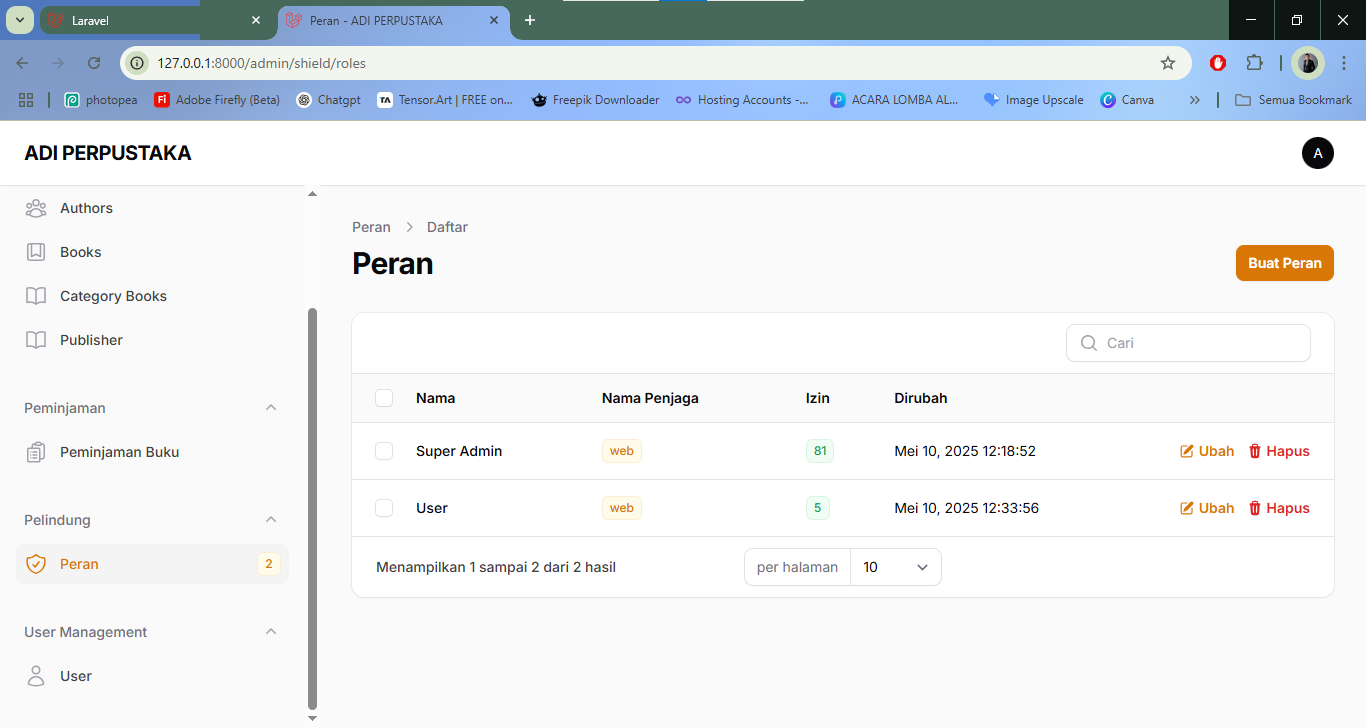 Laravel
Peran - ADI PERPUSTAKA
127.0.0.1:8000/admin/shield/roles
photopea
Adobe Firefly (Beta)
Chatgpt
TA Tensor.Art | FREE on...
Freepik Downloader
Hosting Accounts -...
ACARA LOMBA AL...
Image Upscale
Canva
Semua Bookmark
ADI PERPUSTAKA
A
Authors
Books
Category Books
Publisher
Peminjaman
Peminjaman Buku
Pelindung
Peran 2
User Management
User
Peran > Daftar
Peran
Buat Peran
Cari
Nama Nama Penjaga Izin Dirubah
Super Admin web 81 Mei 10, 2025 12:18:52 Ubah Hapus
User web 5 Mei 10, 2025 12:33:56 Ubah Hapus
Menampilkan 1 sampai 2 dari 2 hasil per halaman 10